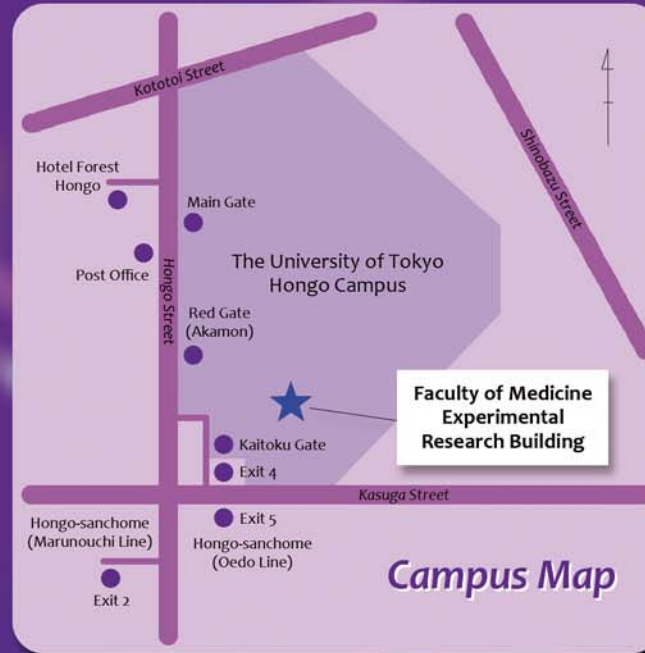 Kototoi Street
Shinobazu Street
Hotel Forest
Hongo
Main Gate
Post Office
The University of Tokyo
Hongo Campus
Hongo Street
Red Gate
(Akamon)
Faculty of Medicine
Experimental
Research Building
Kaitoku Gate
Exit 4
Kasuga Street
Hongo-sanchome
(Marunouchi Line)
Exit 5
Hongo-sanchome
(Oedo Line)
Exit 2
Campus Map